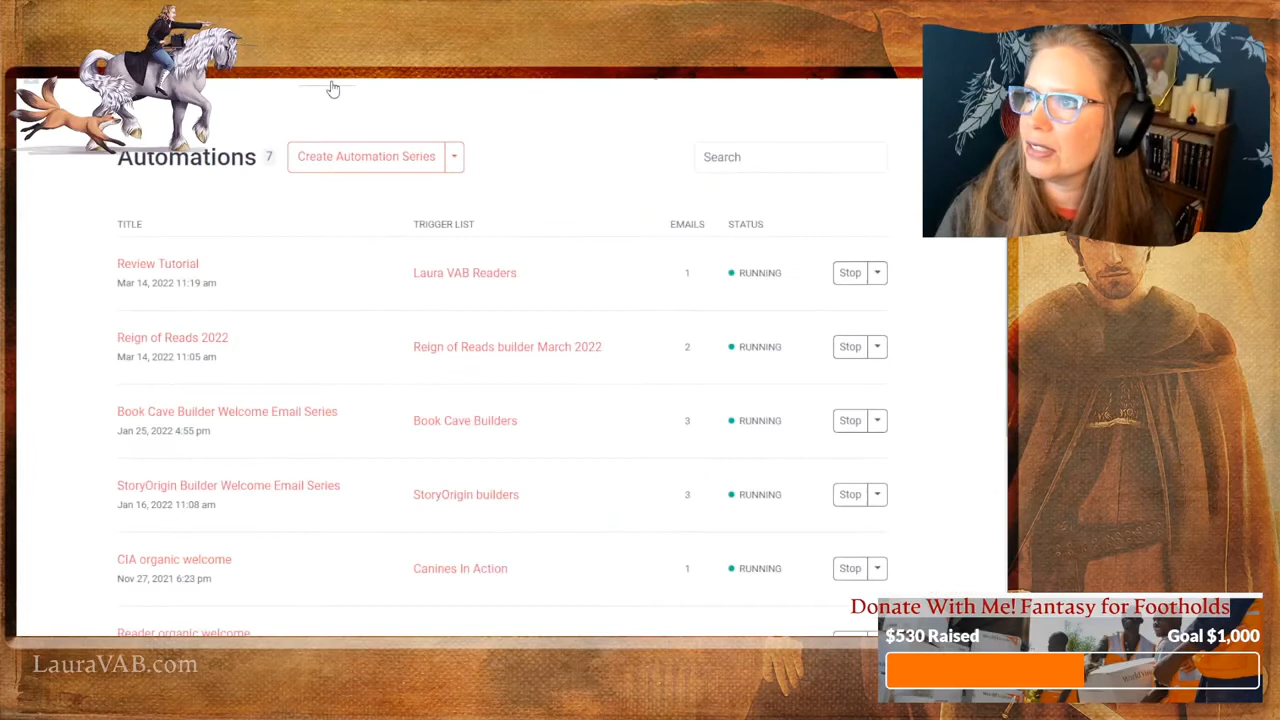 Automations 7 Create Automation Series Search
TITLE TRIGGER LIST EMAILS STATUS
Review Tutorial
Mar 14, 2022 11:19 am
Laura VAB Readers 1 RUNNING Stop
Reign of Reads 2022
Mar 14, 2022 11:05 am
Reign of Reads builder March 2022 2 RUNNING Stop
Book Cave Builder Welcome Email Series
Jan 25, 2022 4:55 pm
Book Cave Builders 3 RUNNING Stop
StoryOrigin Builder Welcome Email Series
Jan 16, 2022 11:08 am
StoryOrigin builders 3 RUNNING Stop
CIA organic welcome
Nov 27, 2021 6:23 pm
Canines In Action 1 RUNNING Stop
Reader organic welcome
Donate With Me! Fantasy for Footholds
$530 Raised Goal $1,000
LauraVAB.com